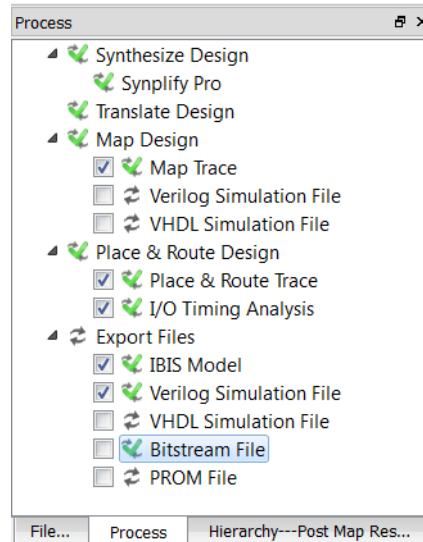 Process
Synthesize Design
Synplify Pro
Translate Design
Map Design
Map Trace
Verilog Simulation File
VHDL Simulation File
Place & Route Design
Place & Route Trace
I/O Timing Analysis
Export Files
IBIS Model
Verilog Simulation File
VHDL Simulation File
Bitstream File
PROM File
File... Process Hierarchy---Post Map Res...